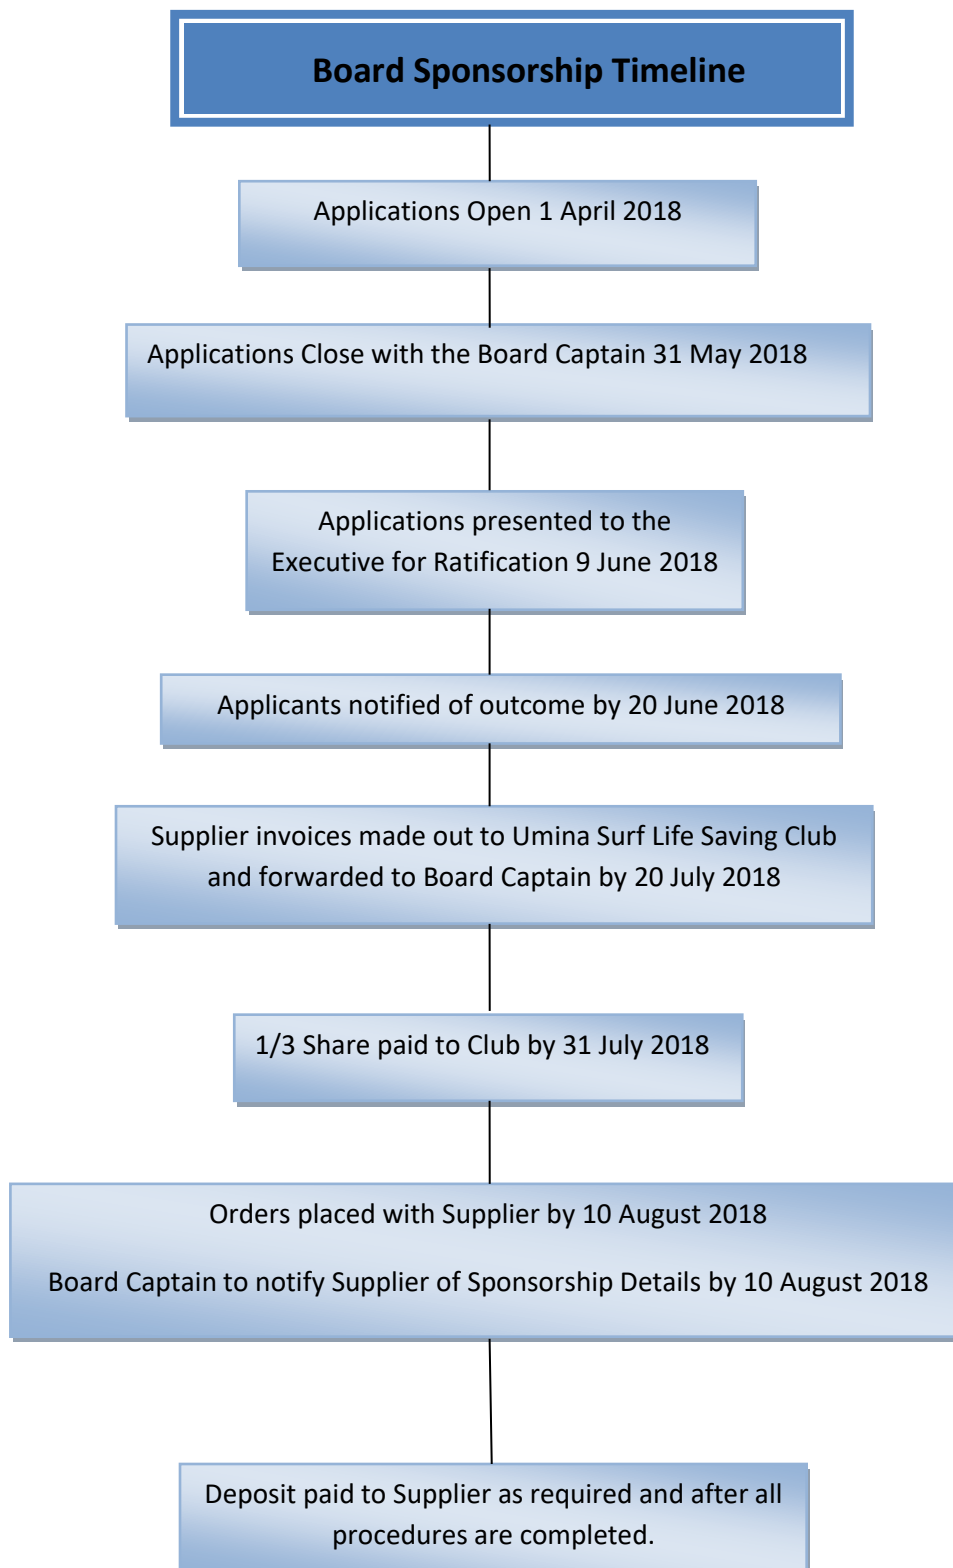 Board Sponsorship Timeline
Applications Open 1 April 2018
Applications Close with the Board Captain 31 May 2018
Applications presented to the
Executive for Ratification 9 June 2018
Applicants notified of outcome by 20 June 2018
Supplier invoices made out to Umina Surf Life Saving Club
and forwarded to Board Captain by 20 July 2018
1/3 Share paid to Club by 31 July 2018
Orders placed with Supplier by 10 August 2018
Board Captain to notify Supplier of Sponsorship Details by 10 August 2018
Deposit paid to Supplier as required and after all
procedures are completed.